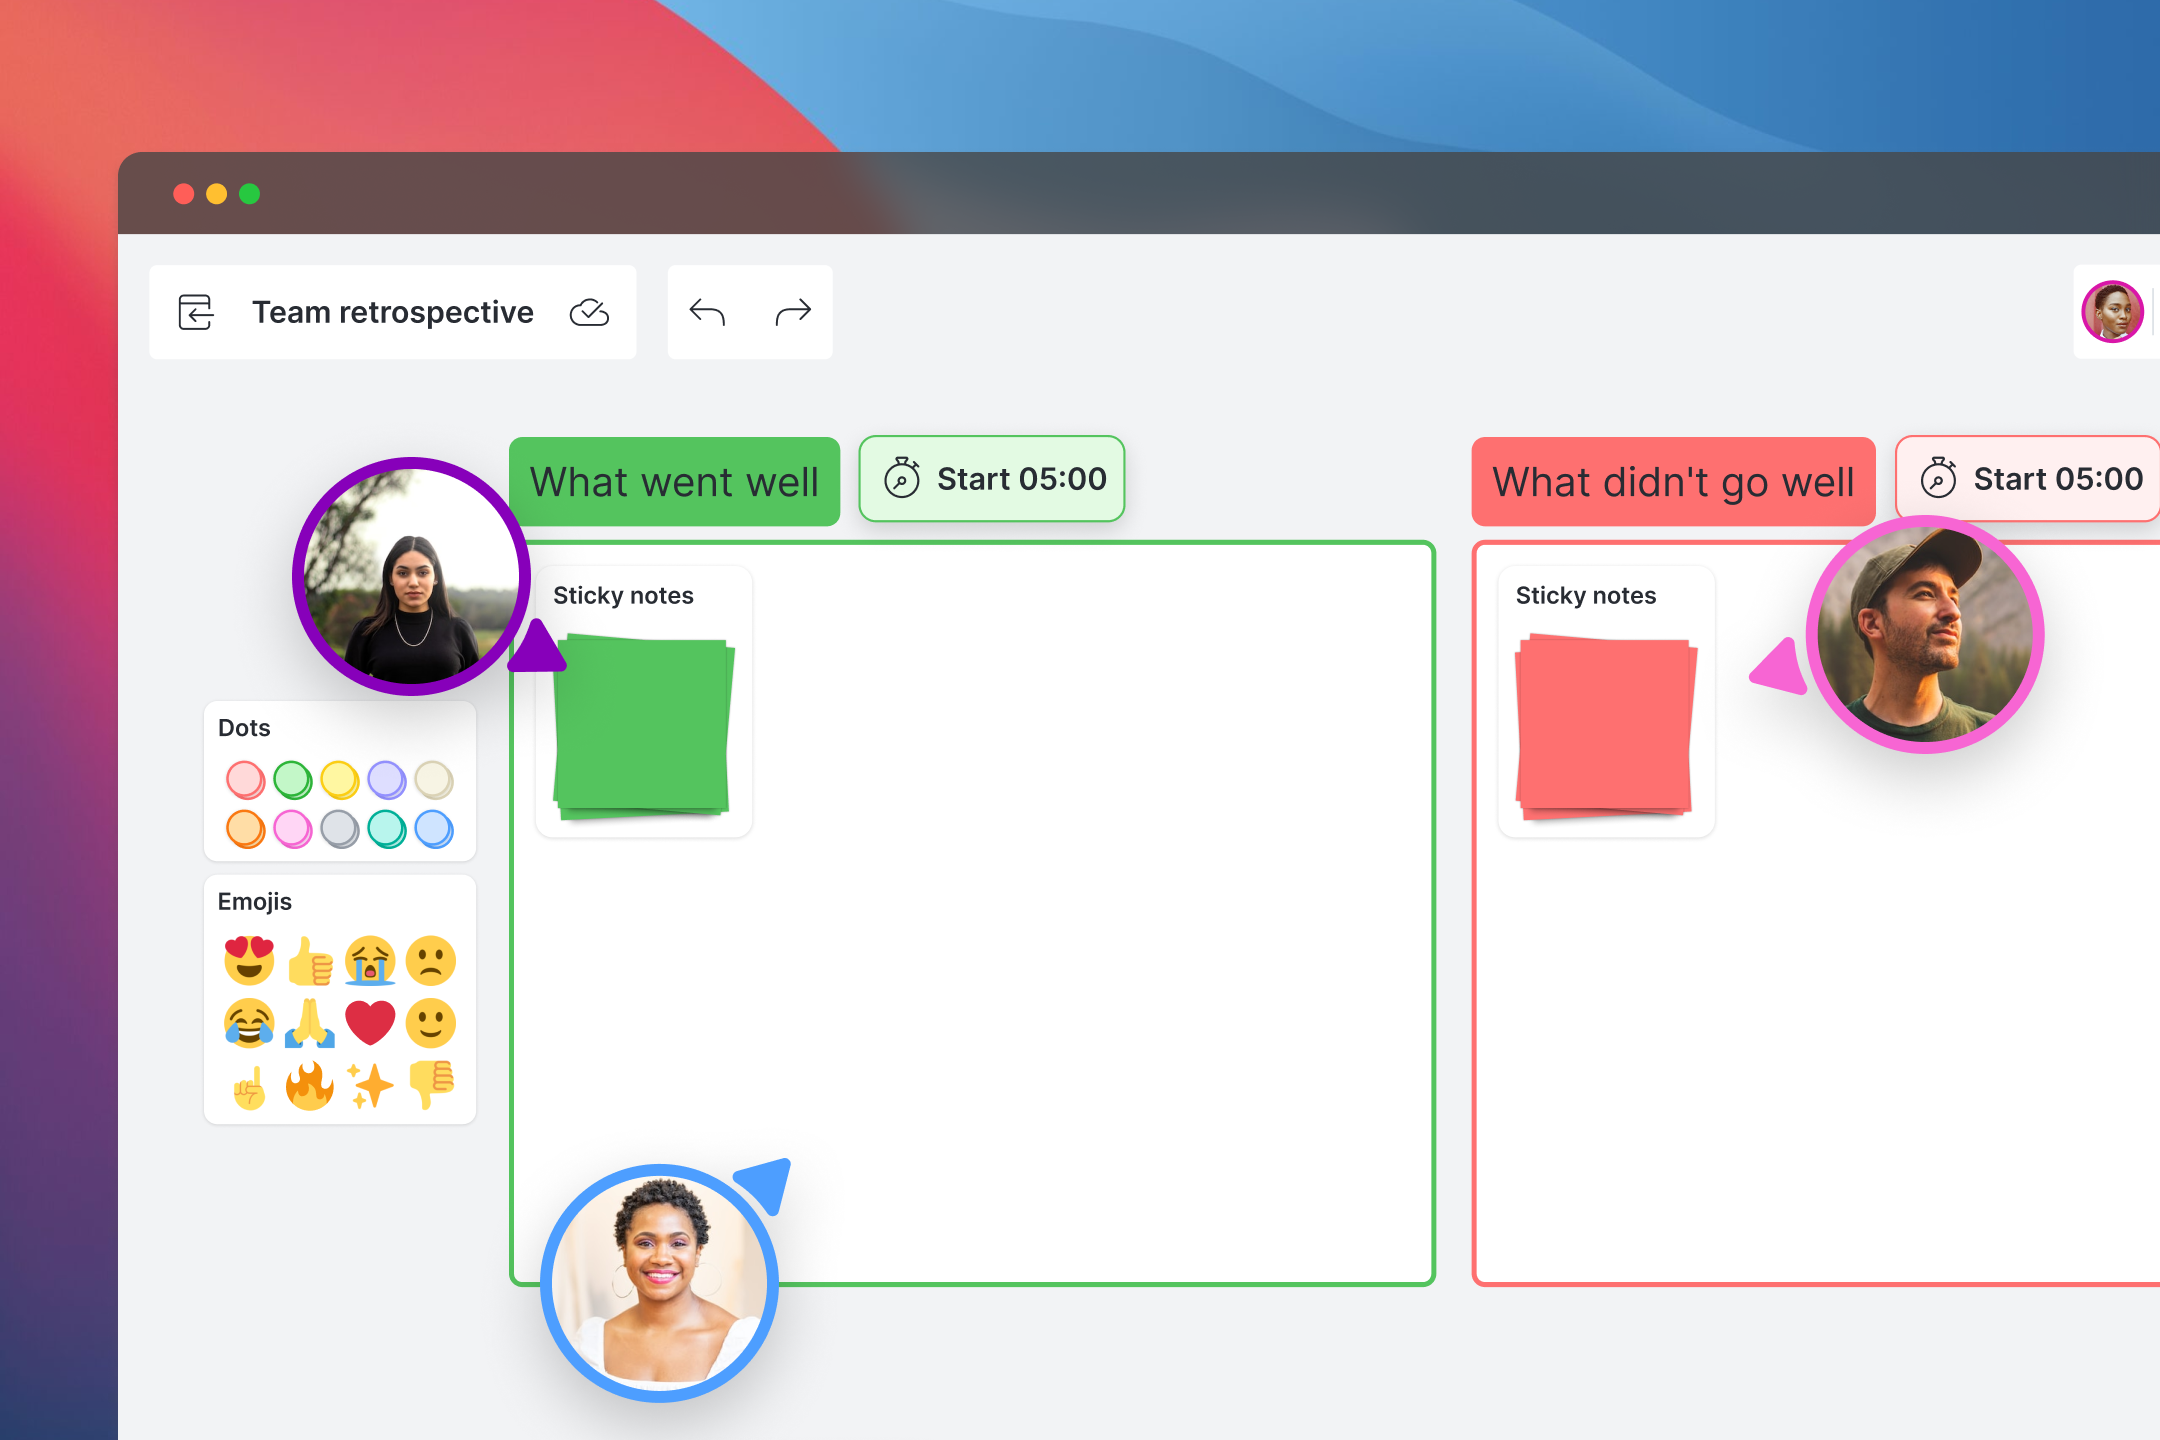 Team retrospective
What went well
Start 05:00
What didn't go well
Start 05:00
Sticky notes
Sticky notes
Dots
Emojis